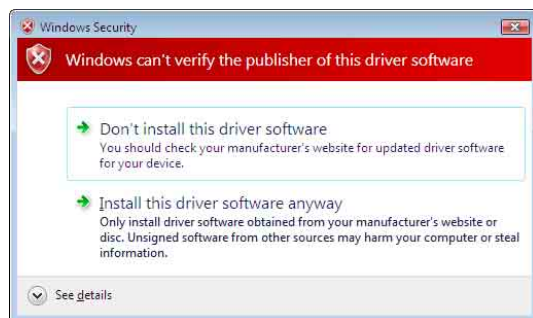 Windows Security
Windows can't verify the publisher of this driver software
Don't install this driver software
You should check your manufacturer's website for updated driver software
for your device.
Install this driver software anyway
Only install driver software obtained from your manufacturer's website or
disc. Unsigned software from other sources may harm your computer or steal
information.
See details